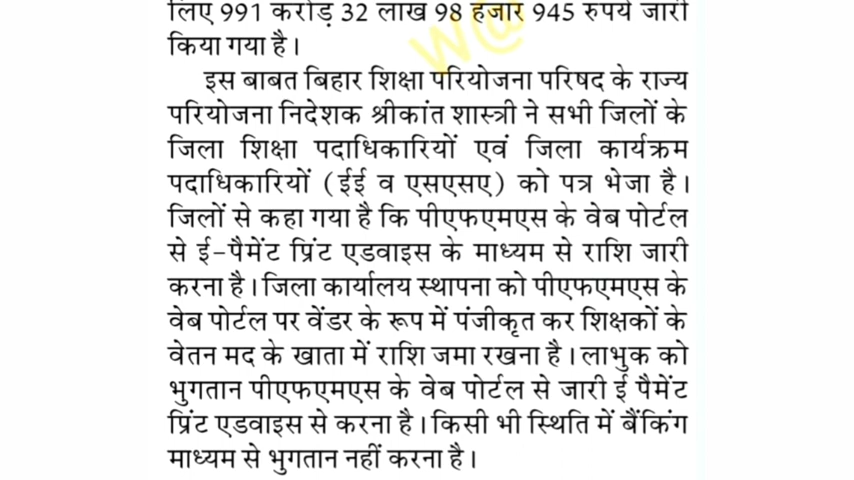 लिए 991 करोड़ 32 लाख 98 हजार 945 रुपये जारी
किया गया है।
इस बाबत बिहार शिक्षा परियोजना परिषद के राज्य
परियोजना निदेशक श्रीकांत शास्त्री ने सभी जिलों के
जिला शिक्षा पदाधिकारियों एवं जिला कार्यक्रम
पदाधिकारियों (ईई व एसएसए) को पत्र भेजा है।
जिलों से कहा गया है कि पीएफएमएस के वेब पोर्टल
से ई-पैमेंट प्रिंट एडवाइस के माध्यम से राशि जारी
करना है। जिला कार्यालय स्थापना को पीएफएमएस के
वेब पोर्टल पर वेंडर के रूप में पंजीकृत कर शिक्षकों के
वेतन मद के खाता में राशि जमा रखना है। लाभुक को
भुगतान पीएफएमएस के वेब पोर्टल से जारी ई पैमेंट
प्रिंट एडवाइस से करना है। किसी भी स्थिति में बैंकिंग
माध्यम से भुगतान नहीं करना है।